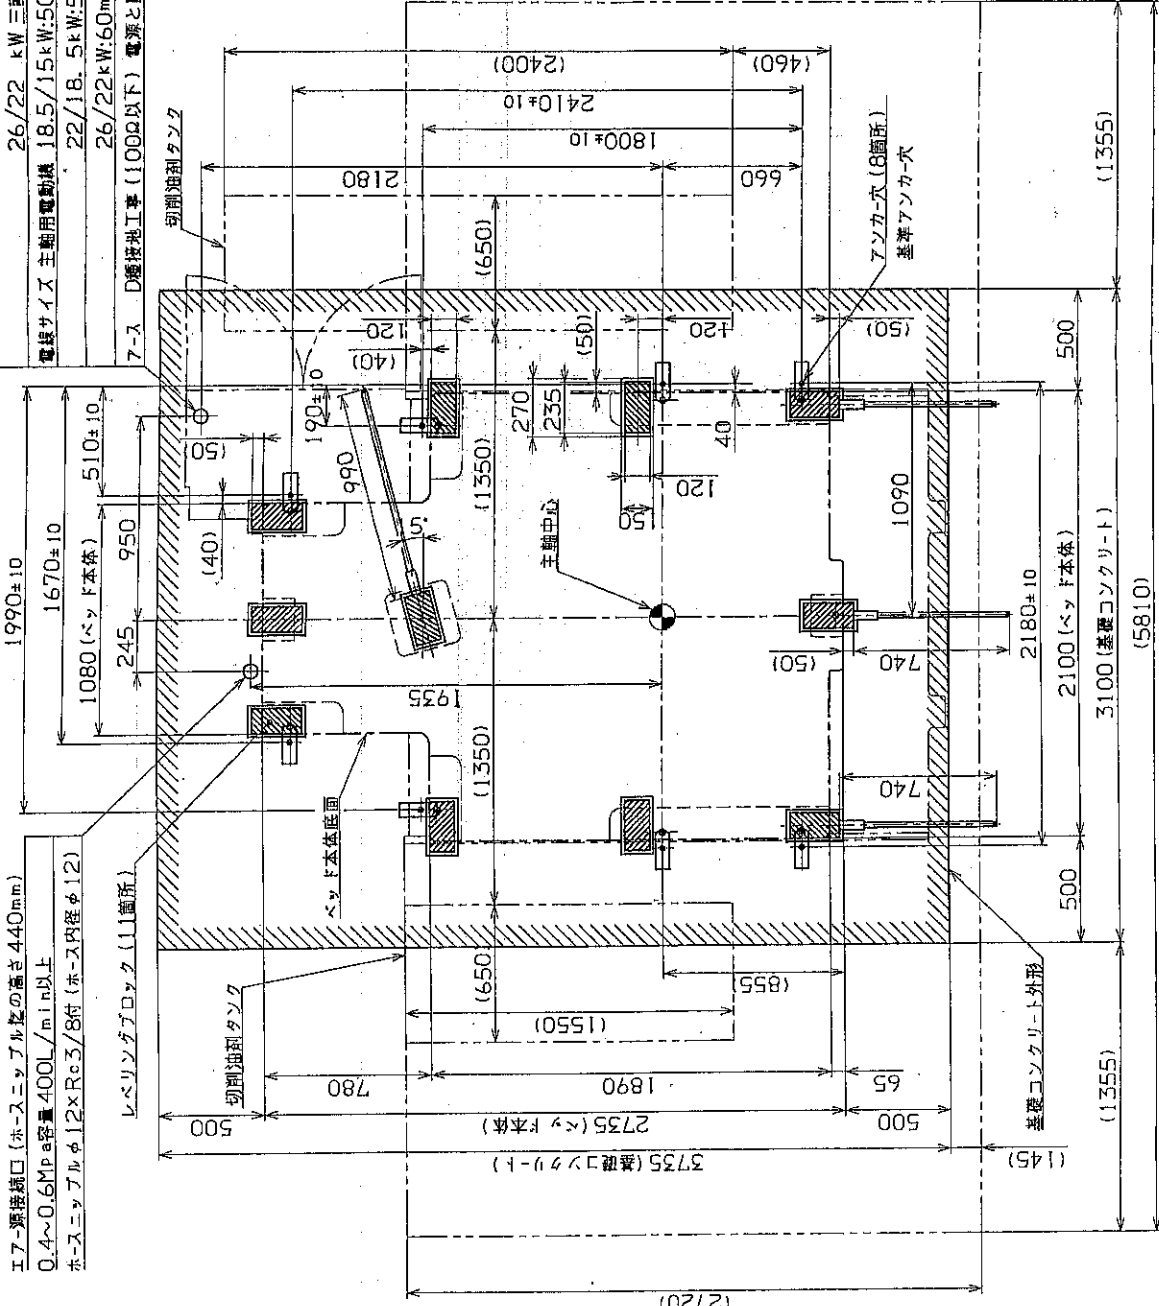 26/22 kW
電線サイズ 主軸用電動機 18.5/15kW:50
22/18.5kW:
26/22kW:60m
アース D種接地工事(100Ω以下) 電源と
切削油剤タンク
(2400)
(460)
2410±10
1800±10
2180
660
アンカー穴(8箇所)
基準アンカー穴
(1355)
(650)
120
(40)
(50)
120
(50)
500
1990±10
1670±10
510±10
950
245
1080(ベッド本体)
(40)
(50)
190±10
990
15°
(1350)
270
235
40
120
50
1090
主軸中心
1935
(1350)
(50)
740
740
2180±10
2100(ベッド本体)
3100(基礎コンクリート)
(5810)
エアー源接続口(ホースニップル迄の高さ440mm)
0.4~0.6MPa容量400L/min以上
ホースニップルφ12×Rc3/8付(ホース内径φ12)
レベリングブロック(11箇所)
ベッド本体底面
切削油剤タンク
(650)
(1550)
(855)
500
780
1890
65
2735(ベッド本体)
500
500
3735(基礎コンクリート)
(145)
基礎コンクリート外形
(1355)
(2720)